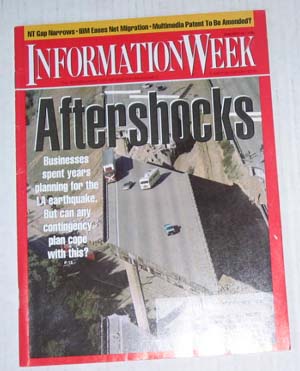 NT Gap Narrows • IBM Eases Net Migration • Multimedia Patent To Be Amended?
INFORMATIONWEEK
Aftershocks
Businesses
spent years
planning for the
LA earthquake.
But can any
contingency
plan cope
with this?